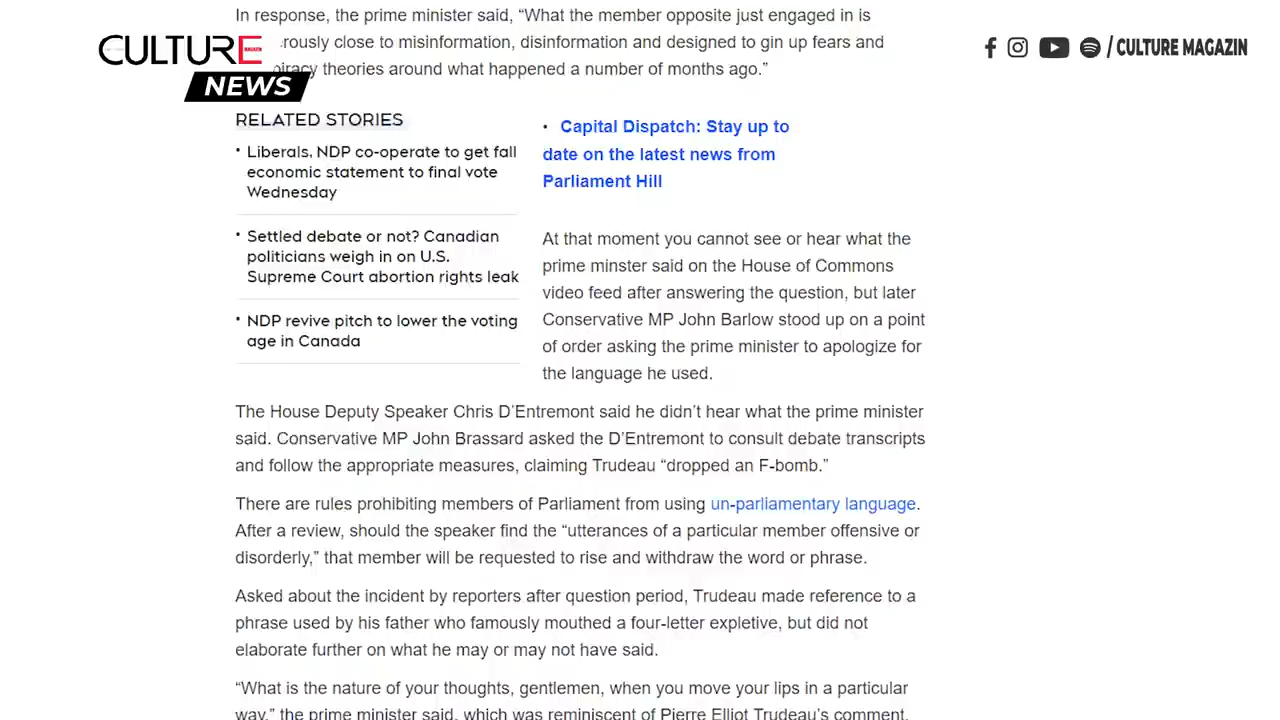 In response, the prime minister said, “What the member opposite just engaged in is
close to misinformation, disinformation and designed to gin up fears and
theories around what happened a number of months ago.”
CULTURE
NEWS
/ CULTURE MAGAZIN
RELATED STORIES
• Liberals, NDP co-operate to get fall
economic statement to final vote
Wednesday
• Settled debate or not? Canadian
politicians weigh in on U.S.
Supreme Court abortion rights leak
• NDP revive pitch to lower the voting
age in Canada
• Capital Dispatch: Stay up to
date on the latest news from
Parliament Hill
At that moment you cannot see or hear what the
prime minster said on the House of Commons
video feed after answering the question, but later
Conservative MP John Barlow stood up on a point
of order asking the prime minister to apologize for
the language he used.
The House Deputy Speaker Chris D’Entremont said he didn’t hear what the prime minister
said. Conservative MP John Brassard asked the D’Entremont to consult debate transcripts
and follow the appropriate measures, claiming Trudeau “dropped an F-bomb.”
There are rules prohibiting members of Parliament from using un-parliamentary language.
After a review, should the speaker find the “utterances of a particular member offensive or
disorderly,” that member will be requested to rise and withdraw the word or phrase.
Asked about the incident by reporters after question period, Trudeau made reference to a
phrase used by his father who famously mouthed a four-letter expletive, but did not
elaborate further on what he may or may not have said.
“What is the nature of your thoughts, gentlemen, when you move your lips in a particular
way,” the prime minister said, which was reminiscent of Pierre Elliot Trudeau’s comment.